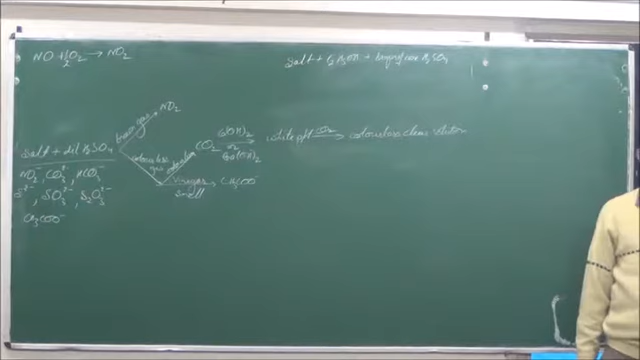 NO + 1/2 O₂ → NO₂
Salt + C₂H₅OH + H₂SO₄
brown gas → NO₂
Salt + dil H₂SO₄
colourless gas odourless → CO₂ Ca(OH)₂ or Ba(OH)₂ → white ppt CO₂ → colourless clear solution
NO₂⁻, CO₃²⁻, HCO₃⁻
Vinegar smell → CH₃COO⁻
S²⁻, SO₃²⁻, S₂O₃²⁻
CH₃COO⁻